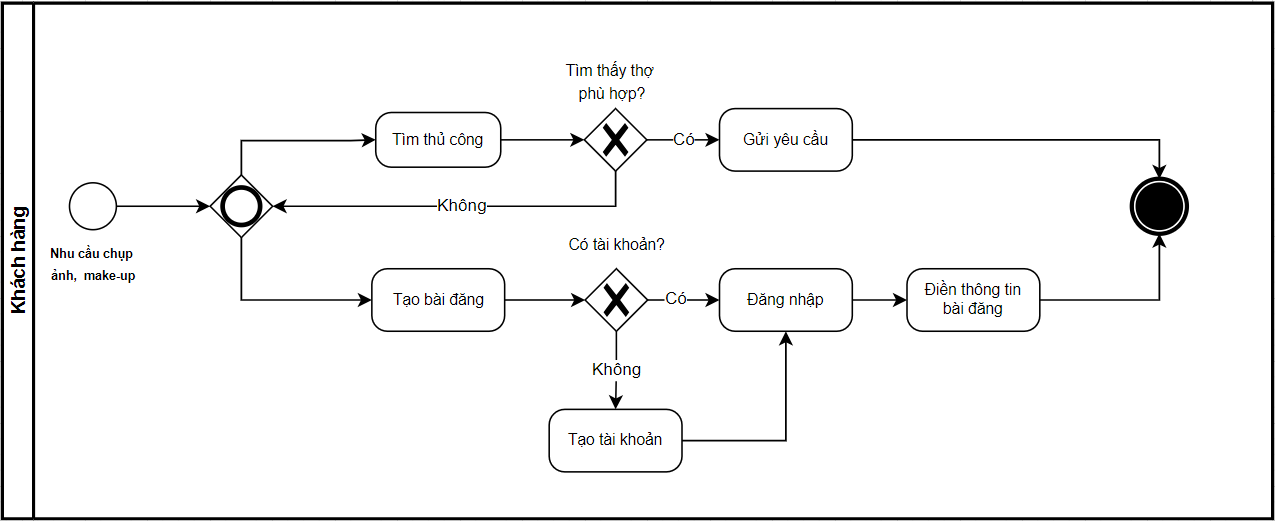 Khách hàng
Nhu cầu chụp
ảnh, make-up
Tìm thủ công
Tìm thấy thợ
phù hợp?
Có
Gửi yêu cầu
Không
Tạo bài đăng
Có tài khoản?
Có
Đăng nhập
Điền thông tin
bài đăng
Không
Tạo tài khoản